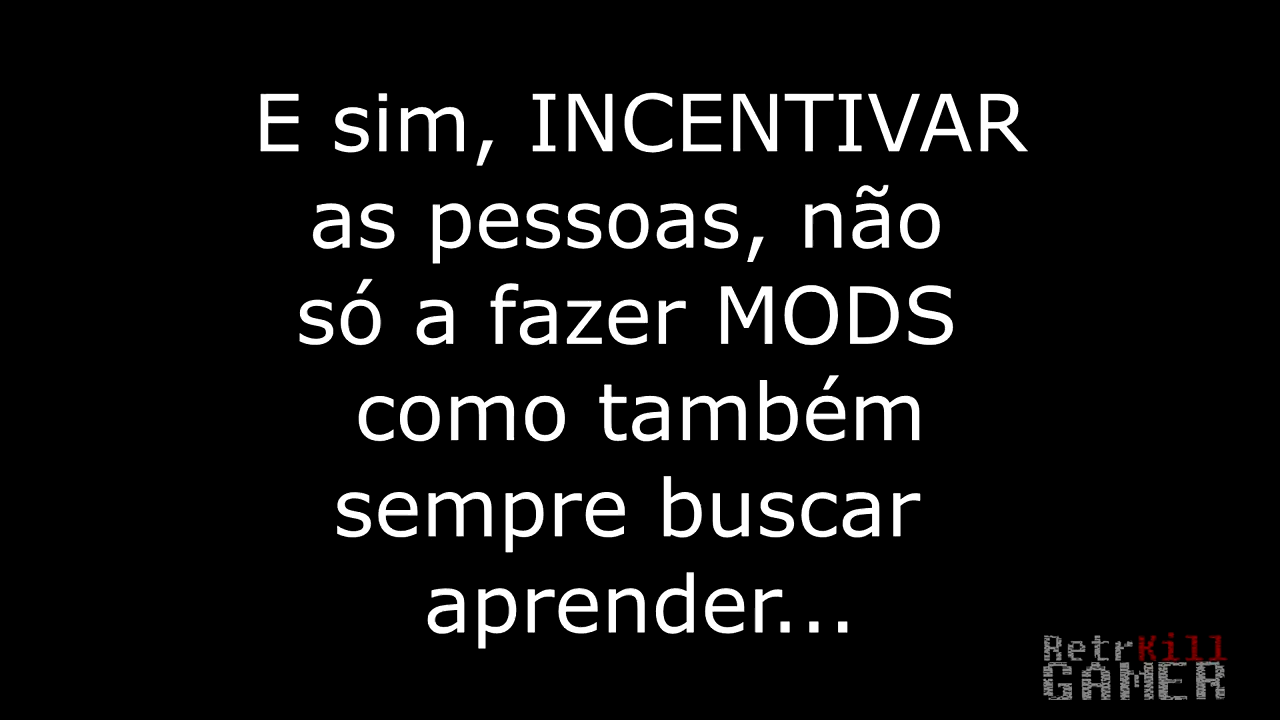 E sim, INCENTIVAR
as pessoas, não
só a fazer MODS
como também
sempre buscar
aprender...
RetrKill
GAMER